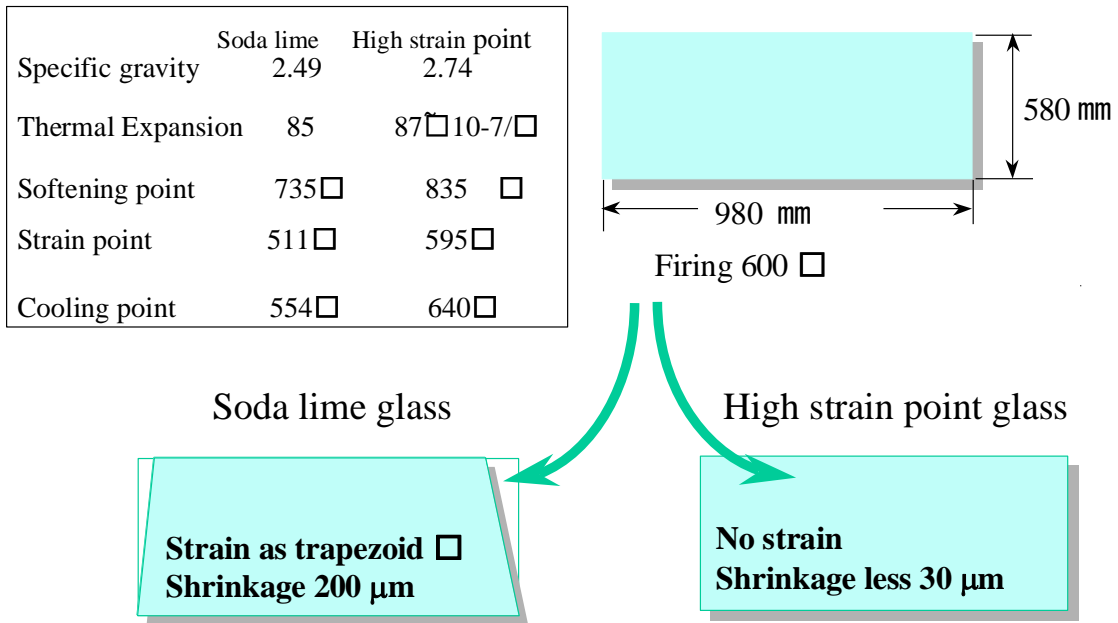 Soda lime High strain point
Specific gravity 2.49 2.74
Thermal Expansion 85 87~□10-7/□
Softening point 735□ 835 □
Strain point 511□ 595□
Cooling point 554□ 640□
580 ㎜
980 ㎜
Firing 600 □
Soda lime glass
High strain point glass
Strain as trapezoid □
Shrinkage 200 μm
No strain
Shrinkage less 30 μm